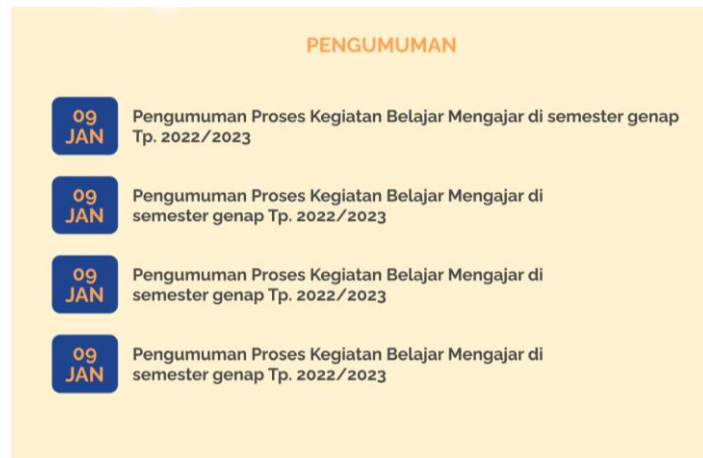 PENGUMUMAN
09
JAN
Pengumuman Proses Kegiatan Belajar Mengajar di semester genap
Tp. 2022/2023
09
JAN
Pengumuman Proses Kegiatan Belajar Mengajar di
semester genap Tp. 2022/2023
09
JAN
Pengumuman Proses Kegiatan Belajar Mengajar di
semester genap Tp. 2022/2023
09
JAN
Pengumuman Proses Kegiatan Belajar Mengajar di
semester genap Tp. 2022/2023